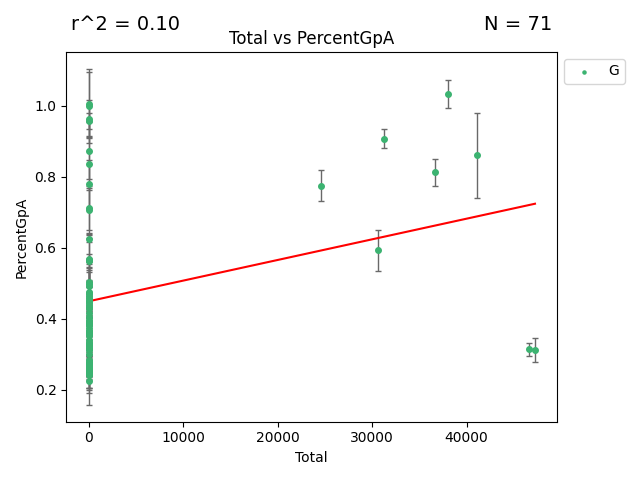 r^2 = 0.10
N = 71
Total vs PercentGpA
G
PercentGpA
1.0
0.8
0.6
0.4
0.2
0
10000
20000
30000
40000
Total